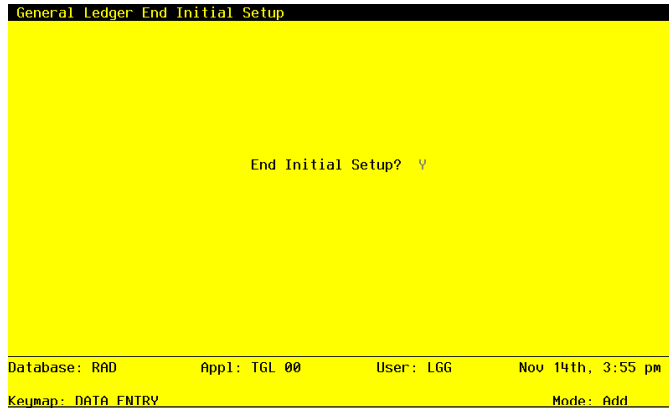 General Ledger End Initial Setup
End Initial Setup? Y
Database: RAD Appl: TGL 00 User: LGG Nov 14th, 3:55 pm
Keymap: DATA ENTRY Mode: Add